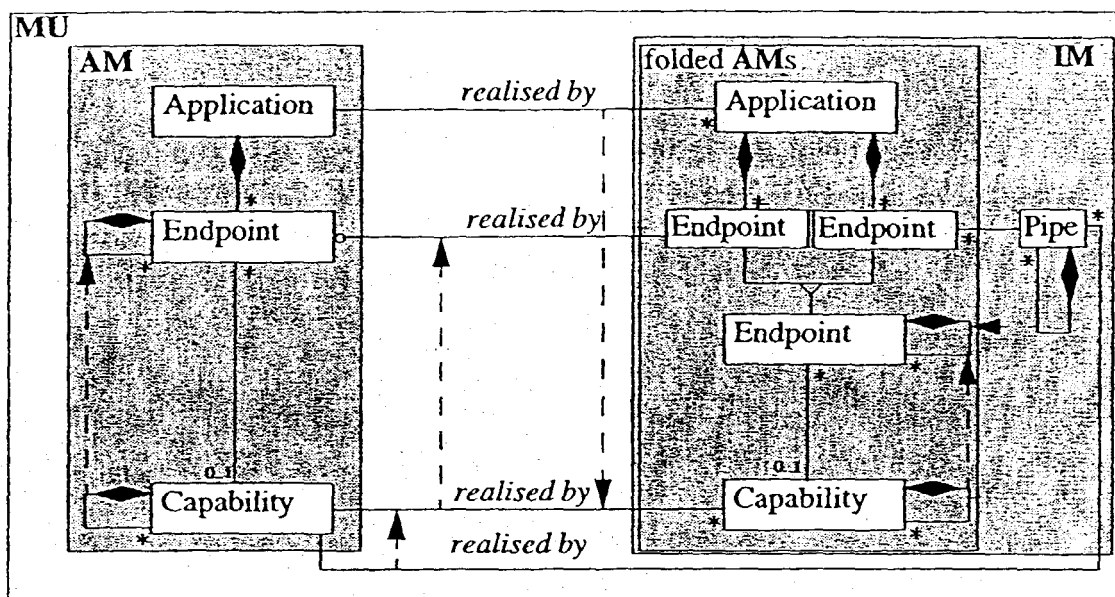 MU
AM
folded AMs
IM
Application
realised by
Application
*
*
*
*
*
Endpoint
realised by
Endpoint
Endpoint
Pipe
*
*
*
*
Endpoint
*
*
0..1
0..1
Capability
realised by
Capability
*
*
*
realised by